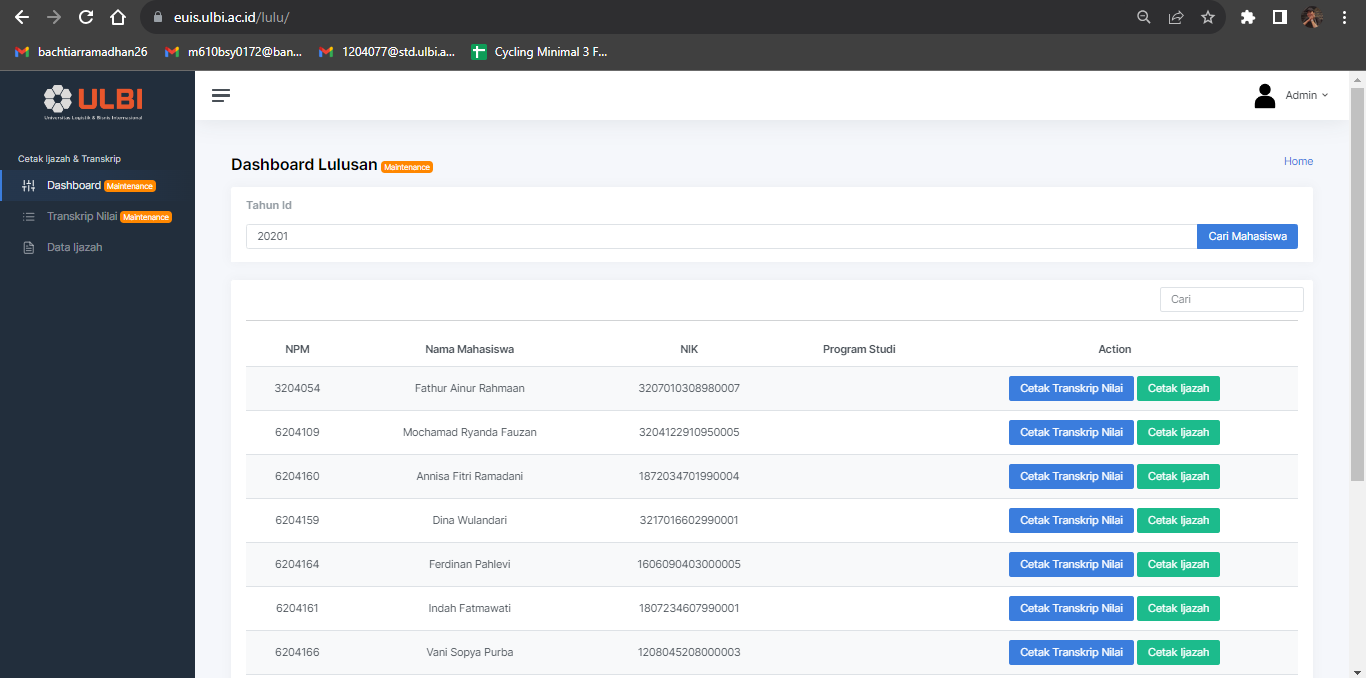 euis.ulbi.ac.id/lulu/
bachtiarramadhan26 m610bsy0172@ban... 1204077@std.ulbi.a... Cycling Minimal 3 F...
ULBI
Universitas Logistik & Bisnis Internasional
Admin
Cetak Ijazah & Transkrip
Dashboard Maintenance
Transkrip Nilai Maintenance
Data Ijazah
Dashboard Lulusan Maintenance
Home
Tahun Id
20201 Cari Mahasiswa
Cari
NPM Nama Mahasiswa NIK Program Studi Action
3204054 Fathur Ainur Rahmaan 3207010308980007 Cetak Transkrip Nilai Cetak Ijazah
6204109 Mochamad Ryanda Fauzan 3204122910950005 Cetak Transkrip Nilai Cetak Ijazah
6204160 Annisa Fitri Ramadani 1872034701990004 Cetak Transkrip Nilai Cetak Ijazah
6204159 Dina Wulandari 3217016602990001 Cetak Transkrip Nilai Cetak Ijazah
6204164 Ferdinan Pahlevi 1606090403000005 Cetak Transkrip Nilai Cetak Ijazah
6204161 Indah Fatmawati 1807234607990001 Cetak Transkrip Nilai Cetak Ijazah
6204166 Vani Sopya Purba 1208045208000003 Cetak Transkrip Nilai Cetak Ijazah